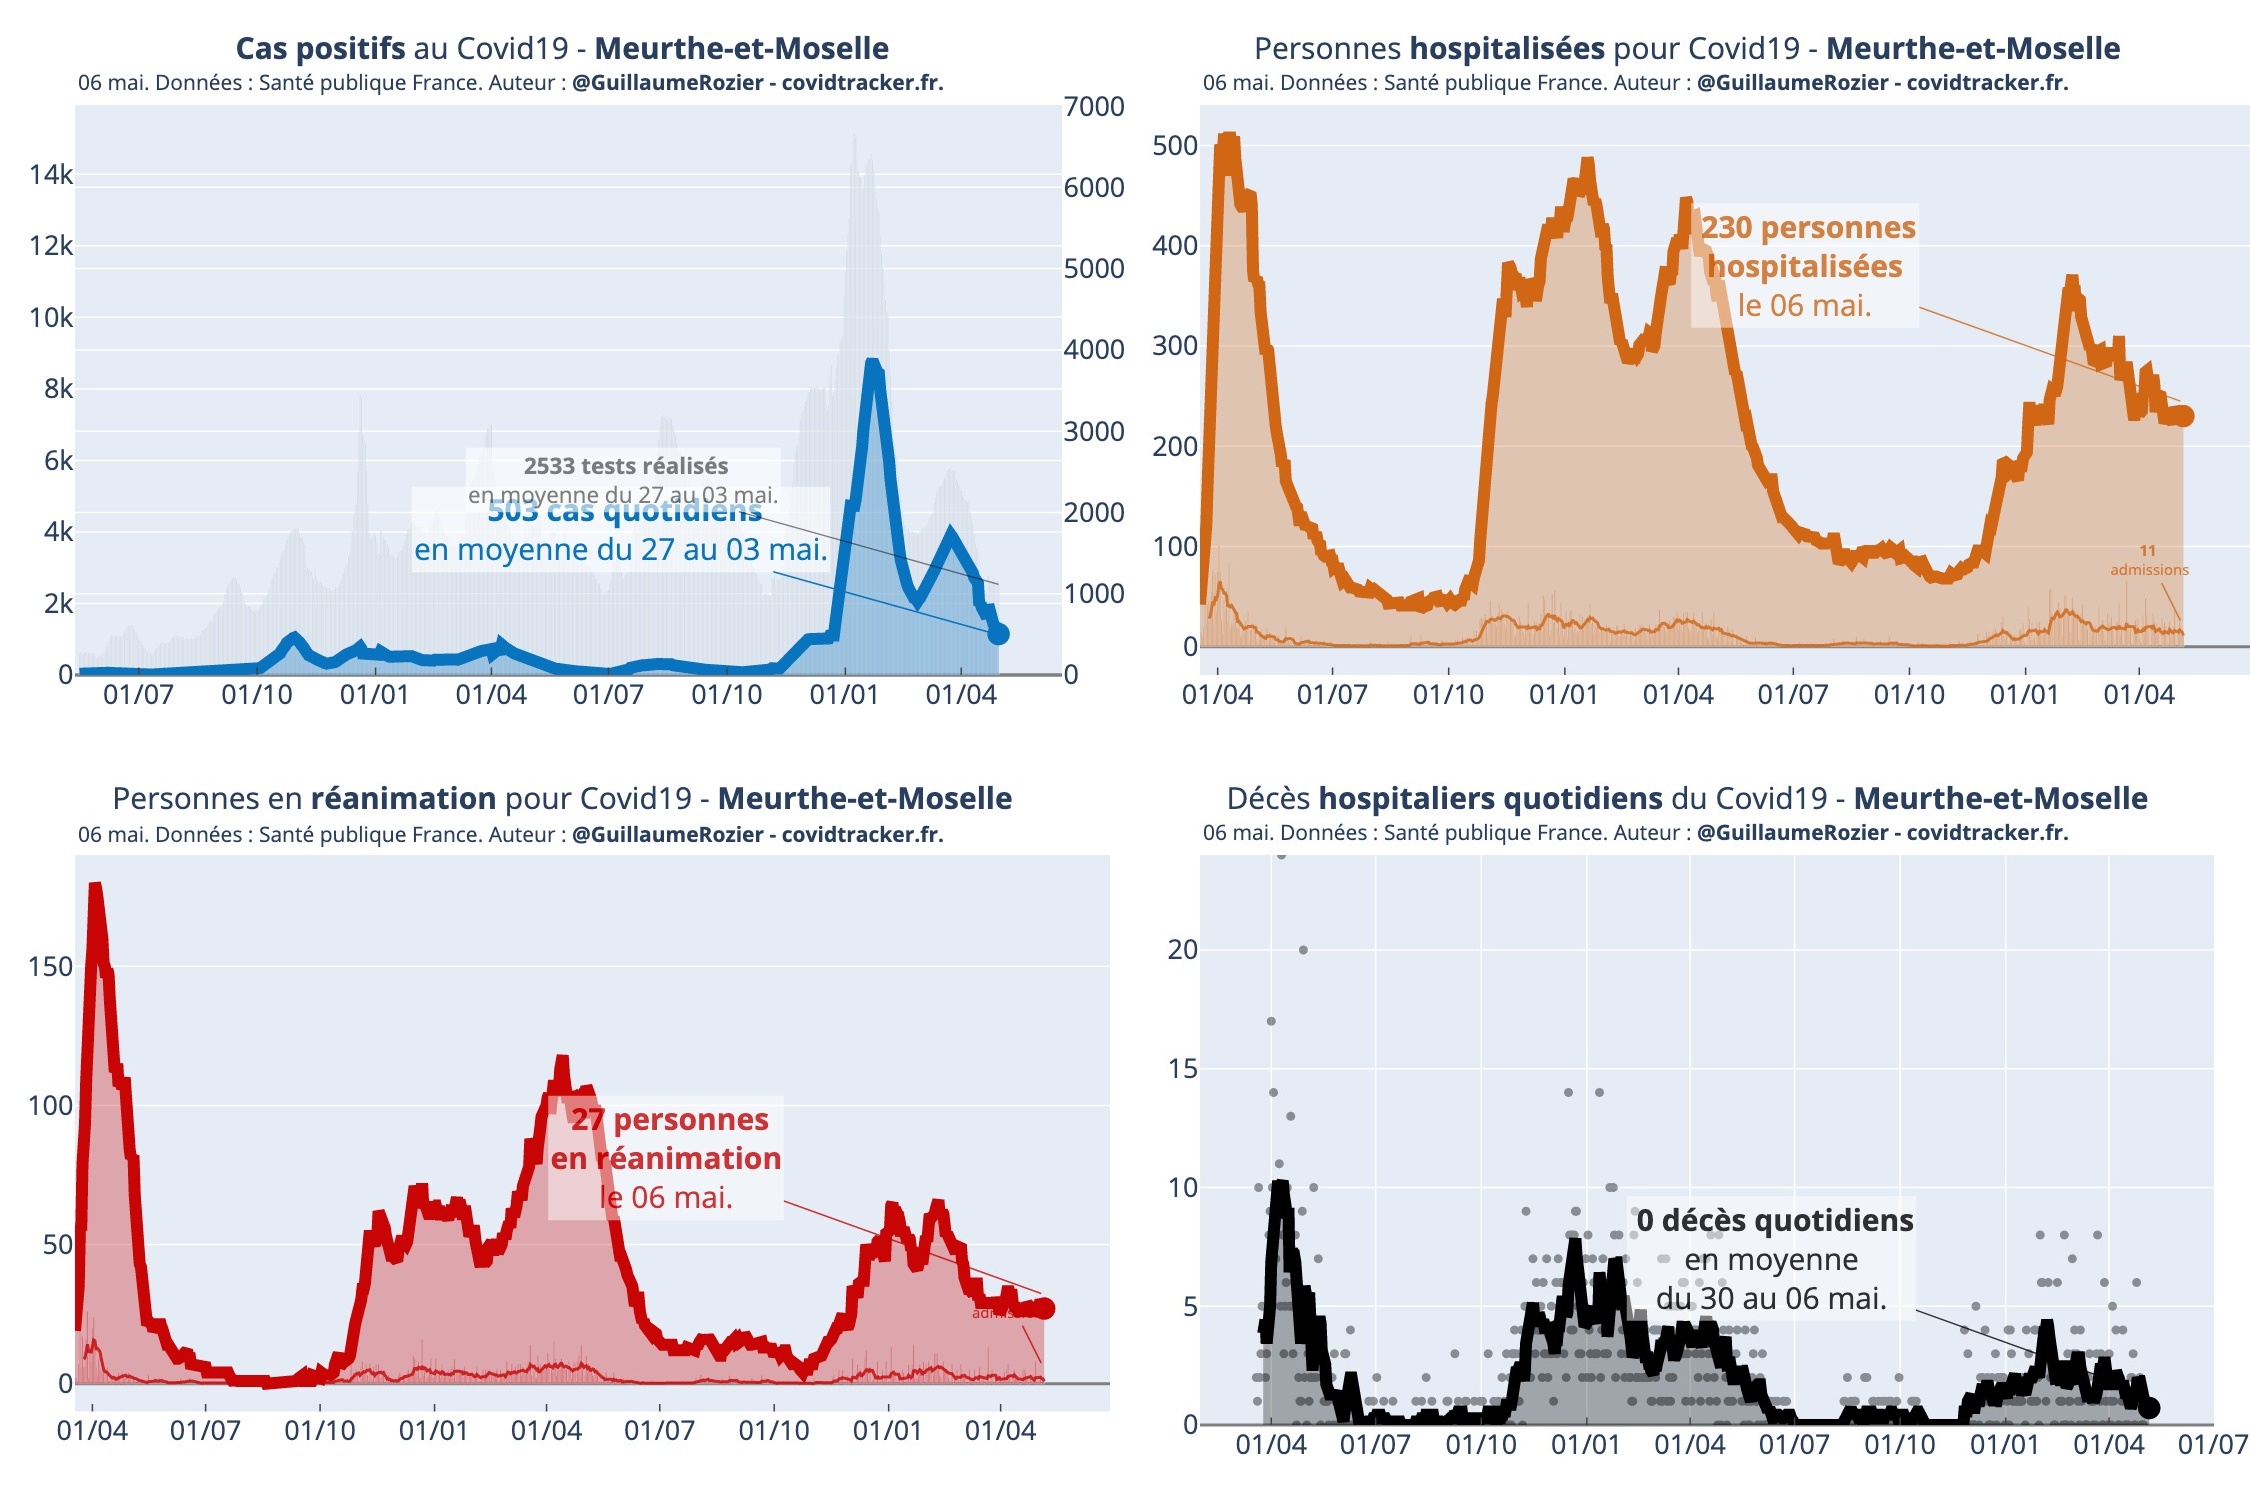 Cas positifs au Covid19 - Meurthe-et-Moselle
06 mai. Données : Santé publique France. Auteur : @GuillaumeRozier - covidtracker.fr.
14k
12k
10k
8k
6k
4k
2k
0
7000
6000
5000
4000
3000
2000
1000
0
2533 tests réalisés
en moyenne du 27 au 03 mai.
503 cas quotidiens
en moyenne du 27 au 03 mai.
01/07 01/10 01/01 01/04 01/07 01/10 01/01 01/04
Personnes hospitalisées pour Covid19 - Meurthe-et-Moselle
06 mai. Données : Santé publique France. Auteur : @GuillaumeRozier - covidtracker.fr.
500
400
300
200
100
0
230 personnes
hospitalisées
le 06 mai.
11
admissions
01/04 01/07 01/10 01/01 01/04 01/07 01/10 01/01 01/04
Personnes en réanimation pour Covid19 - Meurthe-et-Moselle
06 mai. Données : Santé publique France. Auteur : @GuillaumeRozier - covidtracker.fr.
150
100
50
0
27 personnes
en réanimation
le 06 mai.
01/04 01/07 01/10 01/01 01/04 01/07 01/10 01/01 01/04
Décès hospitaliers quotidiens du Covid19 - Meurthe-et-Moselle
06 mai. Données : Santé publique France. Auteur : @GuillaumeRozier - covidtracker.fr.
20
15
10
5
0
0 décès quotidiens
en moyenne
du 30 au 06 mai.
01/04 01/07 01/10 01/01 01/04 01/07 01/10 01/01 01/04 01/07